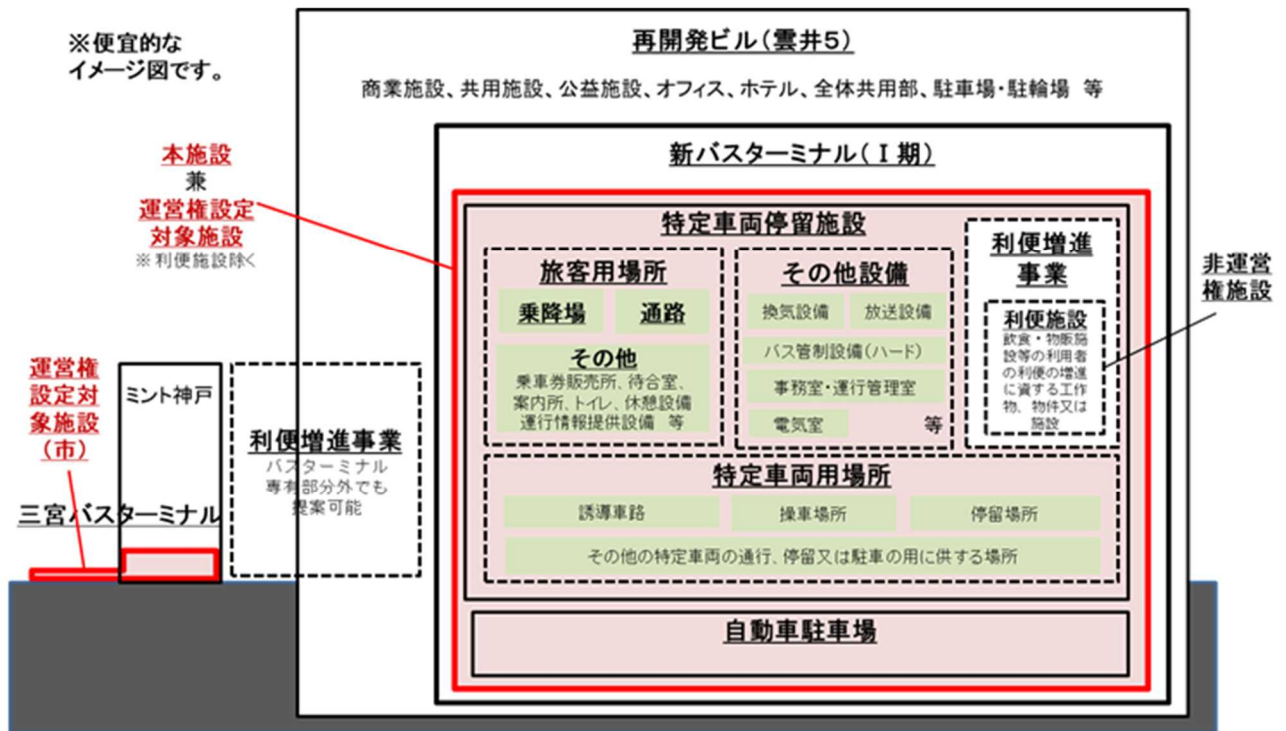 ※便宜的な
イメージ図です。
再開発ビル(雲井5)
商業施設、共用施設、公益施設、オフィス、ホテル、全体共用部、駐車場・駐輪場 等
新バスターミナル(Ⅰ期)
本施設
兼
運営権設定
対象施設
※利便施設除く
特定車両停留施設
旅客用場所
乗降場
通路
その他
乗車券販売所、待合室、
案内所、トイレ、休憩設備
運行情報提供設備 等
その他設備
換気設備
放送設備
バス管制設備(ハード)
事務室・運行管理室
電気室
等
利便増進
事業
利便施設
飲食・物販施
設等の利用者
の利便の増進
に資する工作
物、物件又は
施設
非運営
権施設
運営権
設定対
象施設
(市)
ミント神戸
三宮バスターミナル
利便増進事業
バスターミナル
専有部分外でも
提案可能
特定車両用場所
誘導車路
操車場所
停留場所
その他の特定車両の通行、停留又は駐車の用に供する場所
自動車駐車場